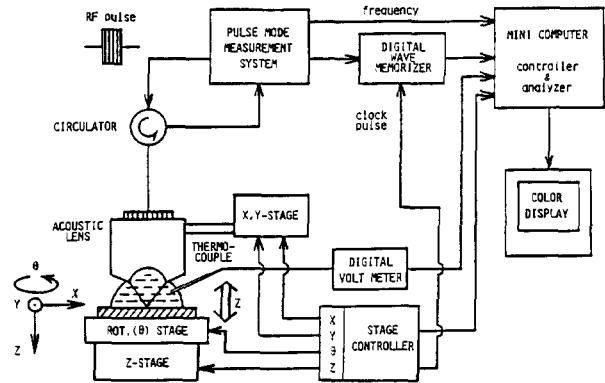 RF pulse
PULSE MODE
MEASUREMENT
SYSTEM
frequency
DIGITAL
WAVE
MEMORIZER
MINI COMPUTER
controller
&
analyzer
CIRCULATOR
clock
pulse
COLOR
DISPLAY
ACOUSTIC
LENS
X,Y-STAGE
THERMO-
COUPLE
DIGITAL
VOLT METER
θ
Y
X
Z
Z
ROT.(θ) STAGE
Z-STAGE
X
Y
θ
Z
STAGE
CONTROLLER